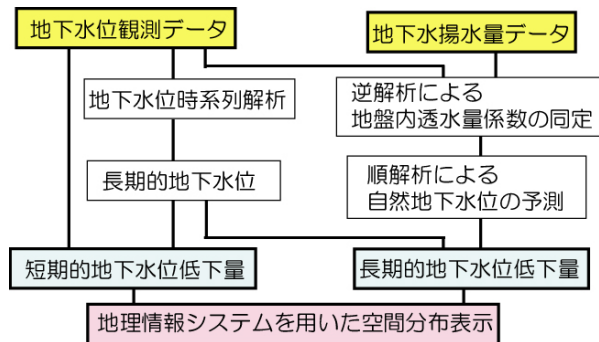 地下水位観測データ
地下水揚水量データ
地下水位時系列解析
逆解析による
地盤内透水量係数の同定
長期的地下水位
順解析による
自然地下水位の予測
短期的地下水位低下量
長期的地下水位低下量
地理情報システムを用いた空間分布表示